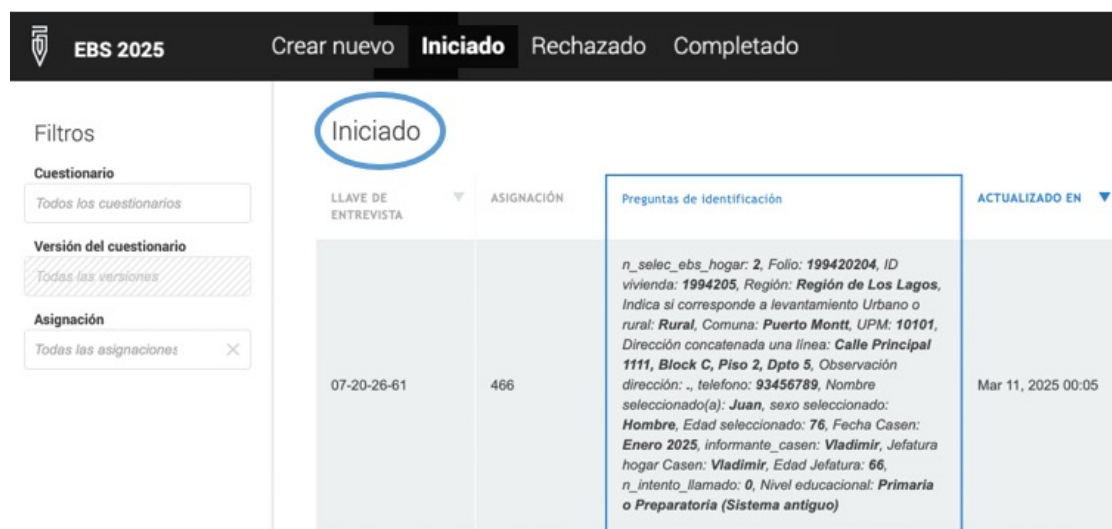 EBS 2025
Crear nuevo Iniciado Rechazado Completado
Filtros
Cuestionario
Todos los cuestionarios
Versión del cuestionario
Todas las versiones
Asignación
Todas las asignaciones
Iniciado
LLAVE DE
ENTREVISTA
ASIGNACIÓN
Preguntas de identificación
ACTUALIZADO EN
07-20-26-61
466
n_selec_ebs_hogar: 2, Folio: 199420204, ID
vivienda: 1994205, Región: Región de Los Lagos,
Indica si corresponde a levantamiento Urbano o
rural: Rural, Comuna: Puerto Montt, UPM: 10101,
Dirección concatenada una línea: Calle Principal
1111, Block C, Piso 2, Dpto 5, Observación
dirección: ., telefono: 93456789, Nombre
seleccionado(a): Juan, sexo seleccionado:
Hombre, Edad seleccionado: 76, Fecha Casen:
Enero 2025, informante_casen: Vladimir, Jefatura
hogar Casen: Vladimir, Edad Jefatura: 66,
n_intento_llamado: 0, Nivel educacional: Primaria
o Preparatoria (Sistema antiguo)
Mar 11, 2025 00:05